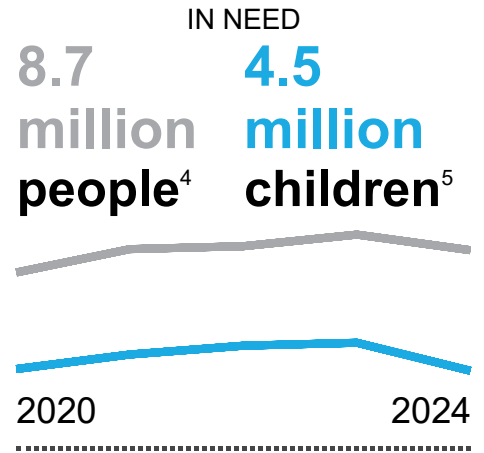 IN NEED
8.7
million
people⁴
4.5
million
children⁵
2020
2024